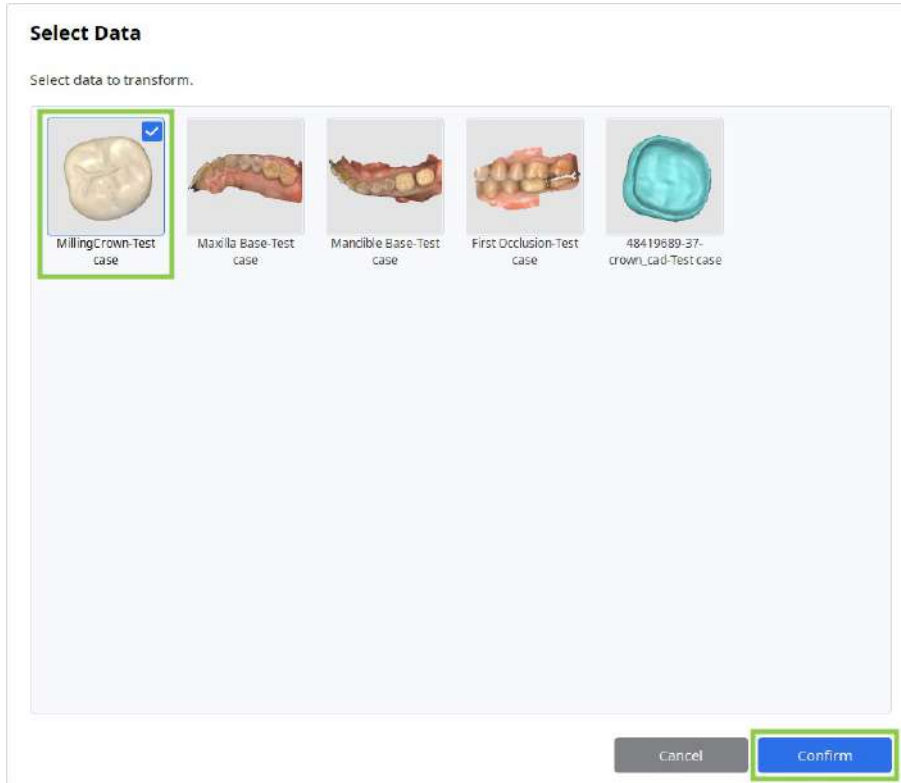 Select Data
Select data to transform.
MillingCrown-Test
case
Maxilla Base-Test
case
Mandible Base-Test
case
First Occlusion-Test
case
48419689-37-
crown_cad-Test case
Cancel
Confirm